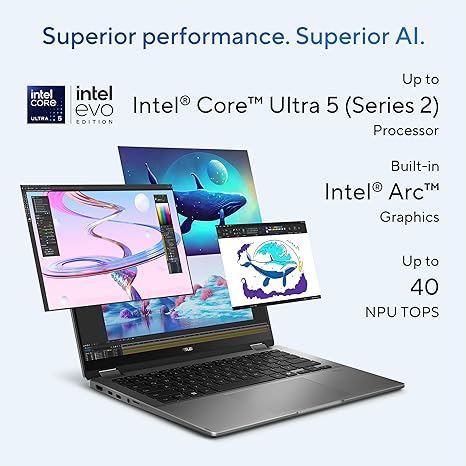 Superior performance. Superior AI.
intel
CORE
ULTRA 5
intel
evo
EDITION
Up to
Intel® Core™ Ultra 5 (Series 2)
Processor
Built-in
Intel® Arc™
Graphics
Up to
40
NPU TOPS
ASUS